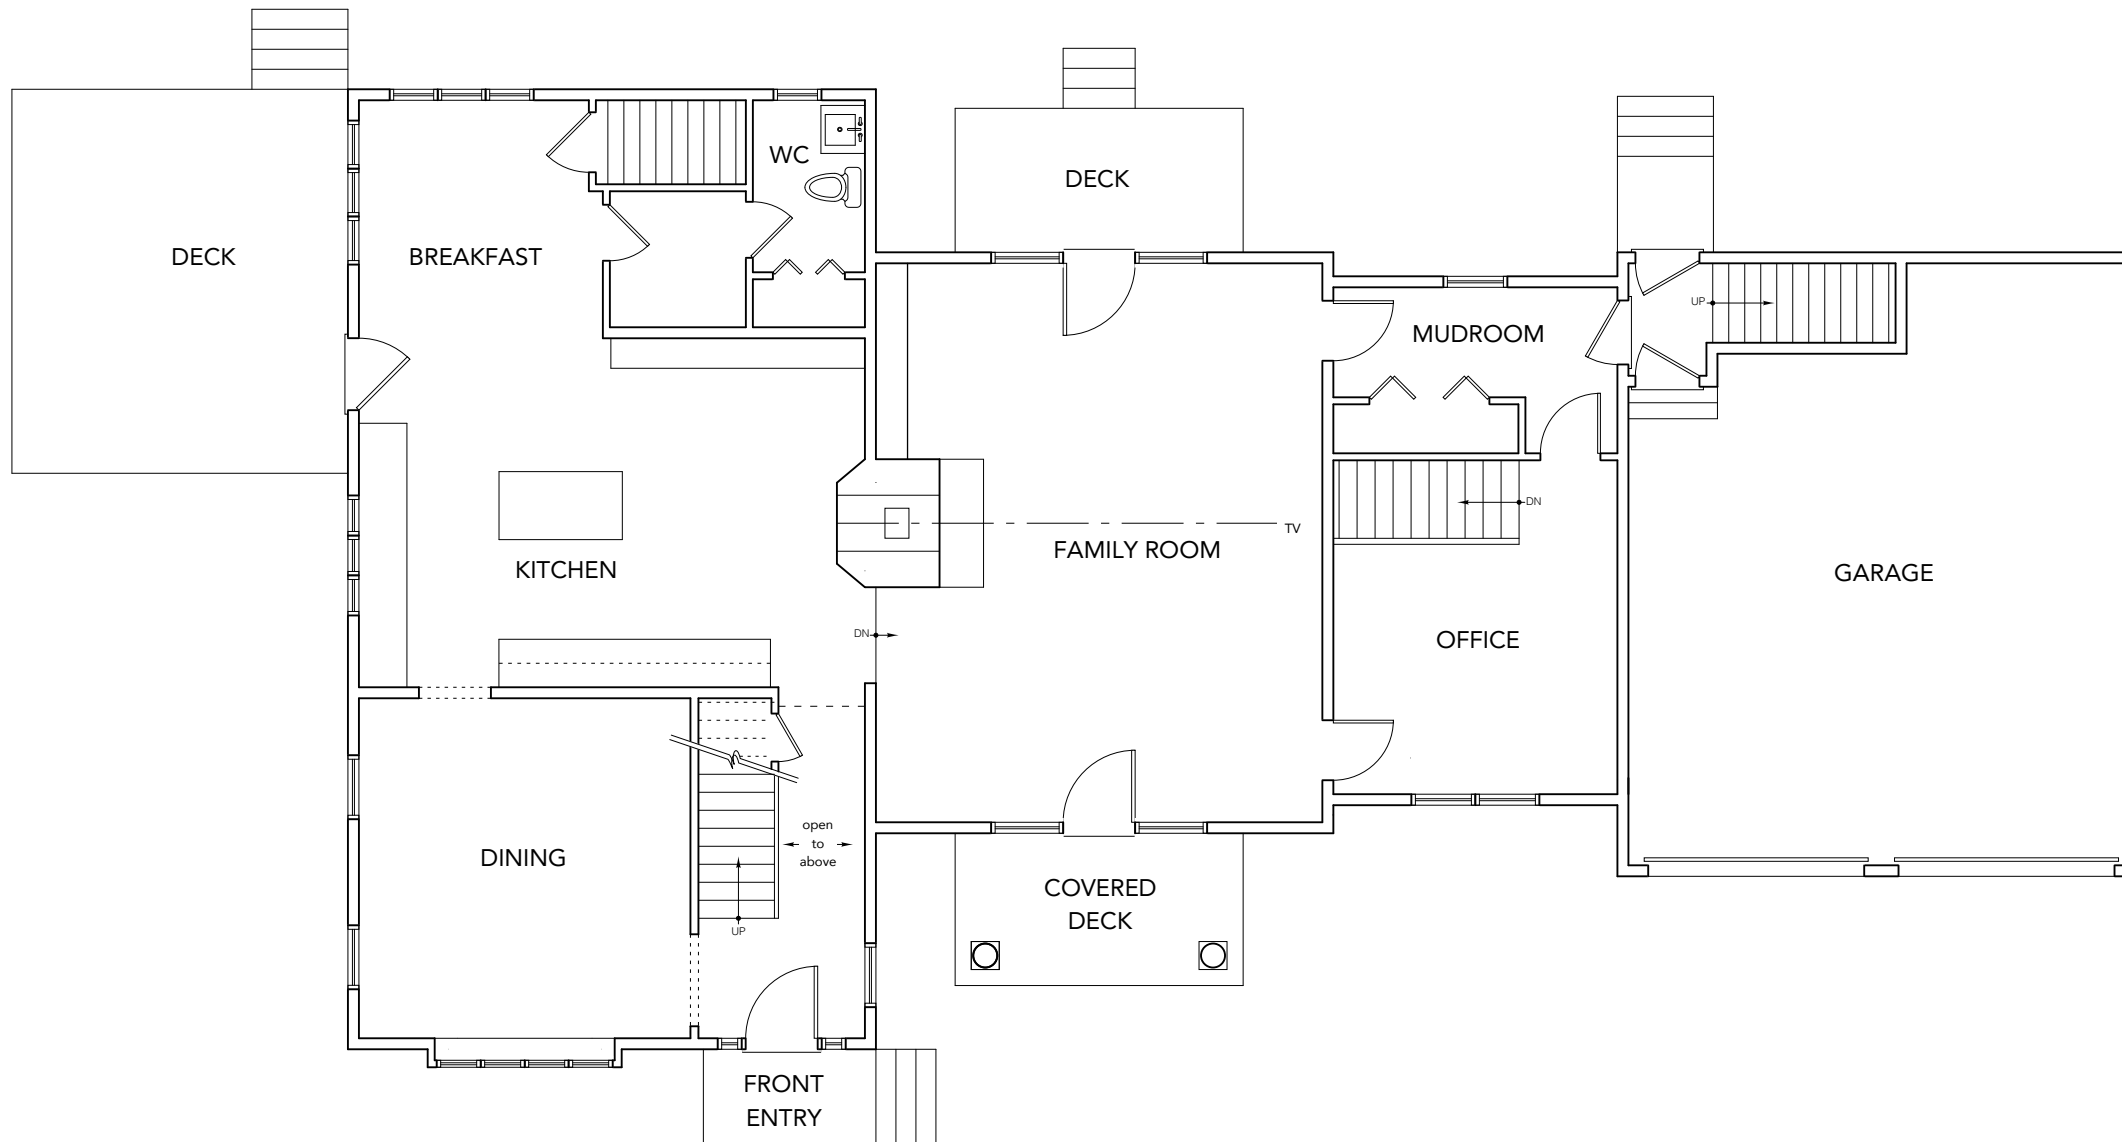 WC
DECK
DECK
BREAKFAST
UP
MUDROOM
DN
TV
FAMILY ROOM
KITCHEN
GARAGE
DN
OFFICE
open
to
above
DINING
COVERED
DECK
UP
FRONT
ENTRY